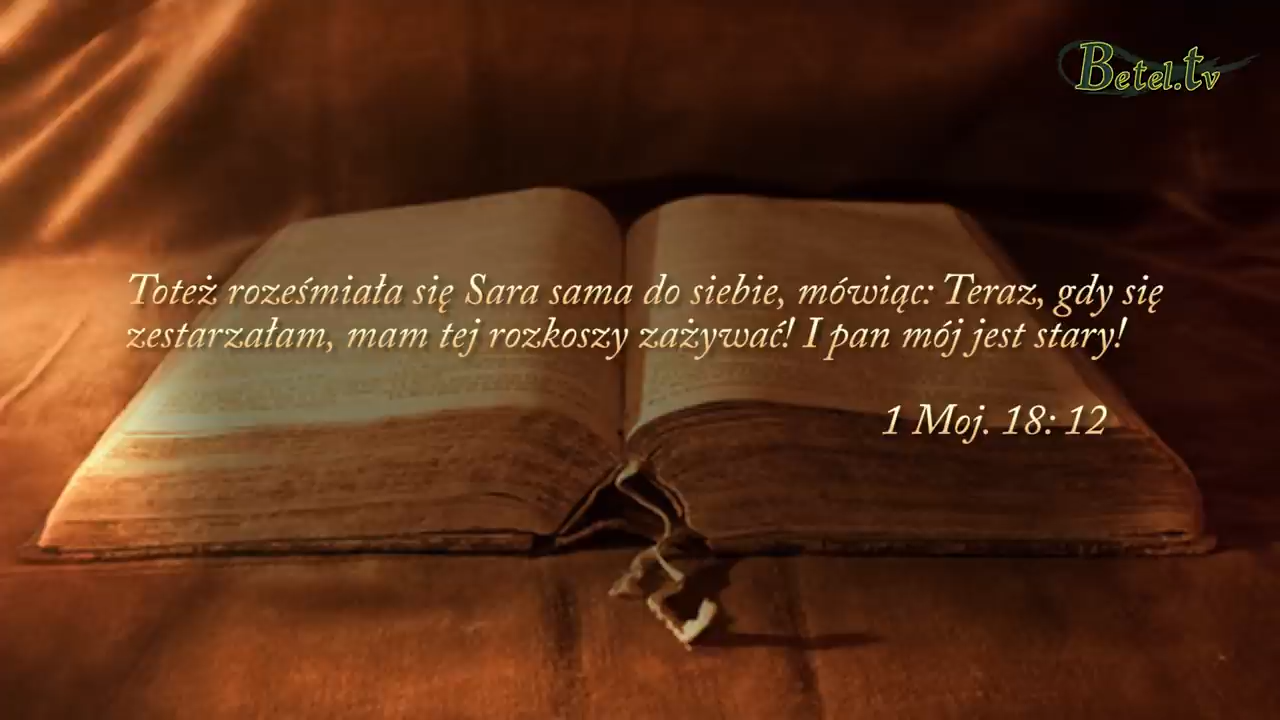 Betel.tv
Toteż roześmiała się Sara sama do siebie, mówiąc: Teraz, gdy się
zestarzałam, mam tej rozkoszy zażywać! I pan mój jest stary!
1 Moj. 18: 12